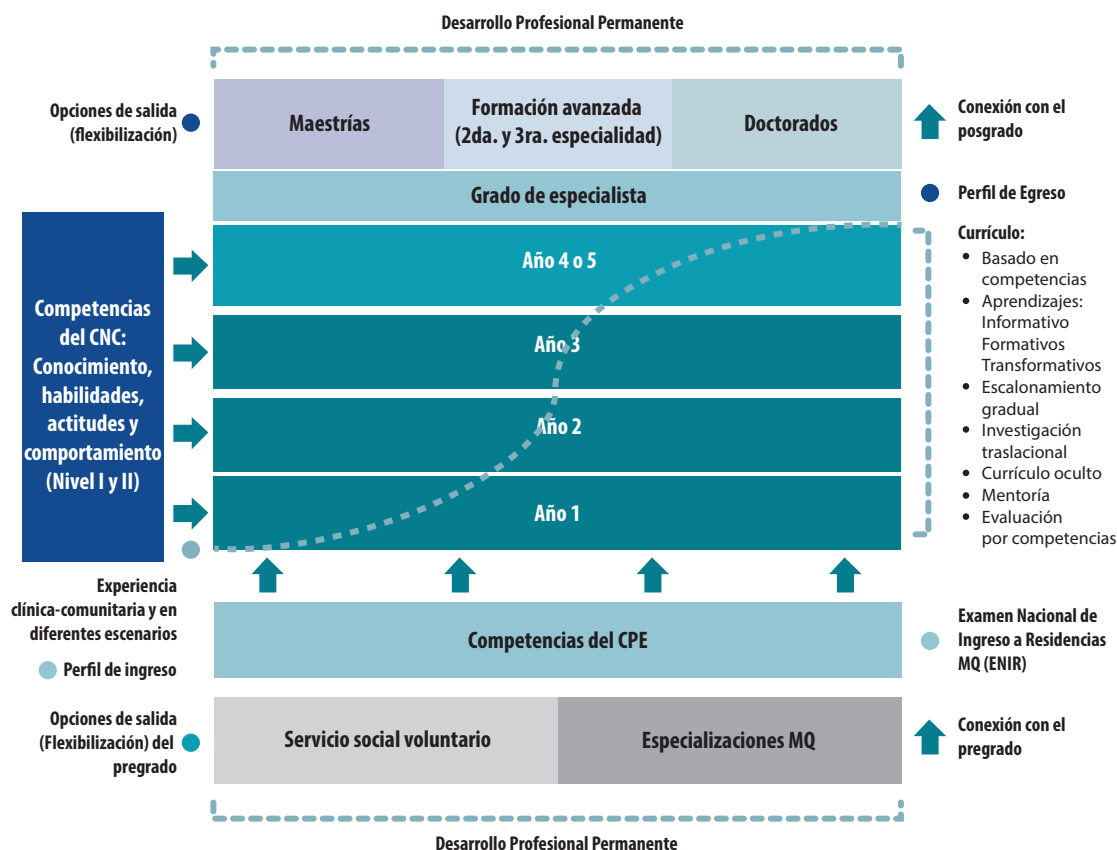 Desarrollo Profesional Permanente
Opciones de salida
(flexibilización)
Maestrías
Formación avanzada
(2da. y 3ra. especialidad)
Doctorados
Conexión con el
posgrado
Grado de especialista
Perfil de Egreso
Competencias
del CNC:
Conocimiento,
habilidades,
actitudes y
comportamiento
(Nivel I y II)
Año 4 o 5
Año 3
Año 2
Año 1
Currículo:
• Basado en
competencias
• Aprendizajes:
Informativo
Formativos
Transformativos
• Escalonamiento
gradual
• Investigación
traslacional
• Currículo oculto
• Mentoría
• Evaluación
por competencias
Experiencia
clínica-comunitaria y en
diferentes escenarios
Perfil de ingreso
Competencias del CPE
Examen Nacional de
Ingreso a Residencias
MQ (ENIR)
Opciones de salida
(Flexibilización) del
pregrado
Servicio social voluntario
Especializaciones MQ
Conexión con el
pregrado
Desarrollo Profesional Permanente